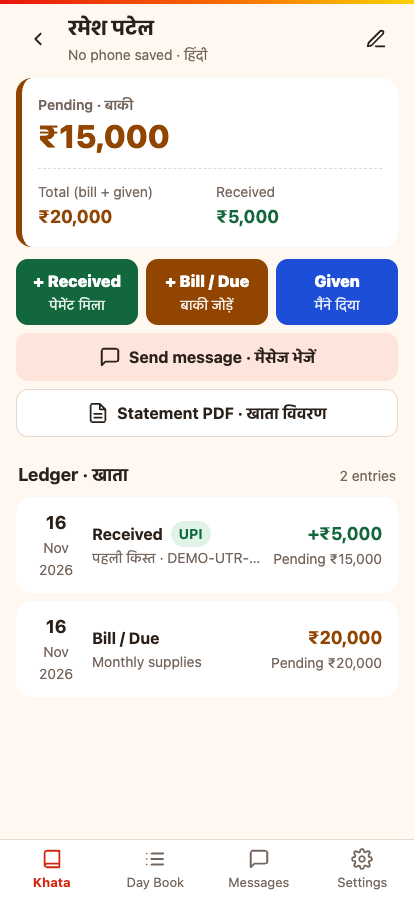 रमेश पटेल
No phone saved · हिंदी
Pending · बाकी
₹15,000
Total (bill + given)
Received
₹20,000
₹5,000
+ Received
पेमेंट मिला
+ Bill / Due
बाकी जोड़ें
Given
मैंने दिया
Send message · मैसेज भेजें
Statement PDF · खाता विवरण
Ledger · खाता
2 entries
16
Nov
2026
Received
UPI
+₹5,000
पहली किस्त · DEMO-UTR-...
Pending ₹15,000
16
Nov
2026
Bill / Due
₹20,000
Monthly supplies
Pending ₹20,000
Khata
Day Book
Messages
Settings